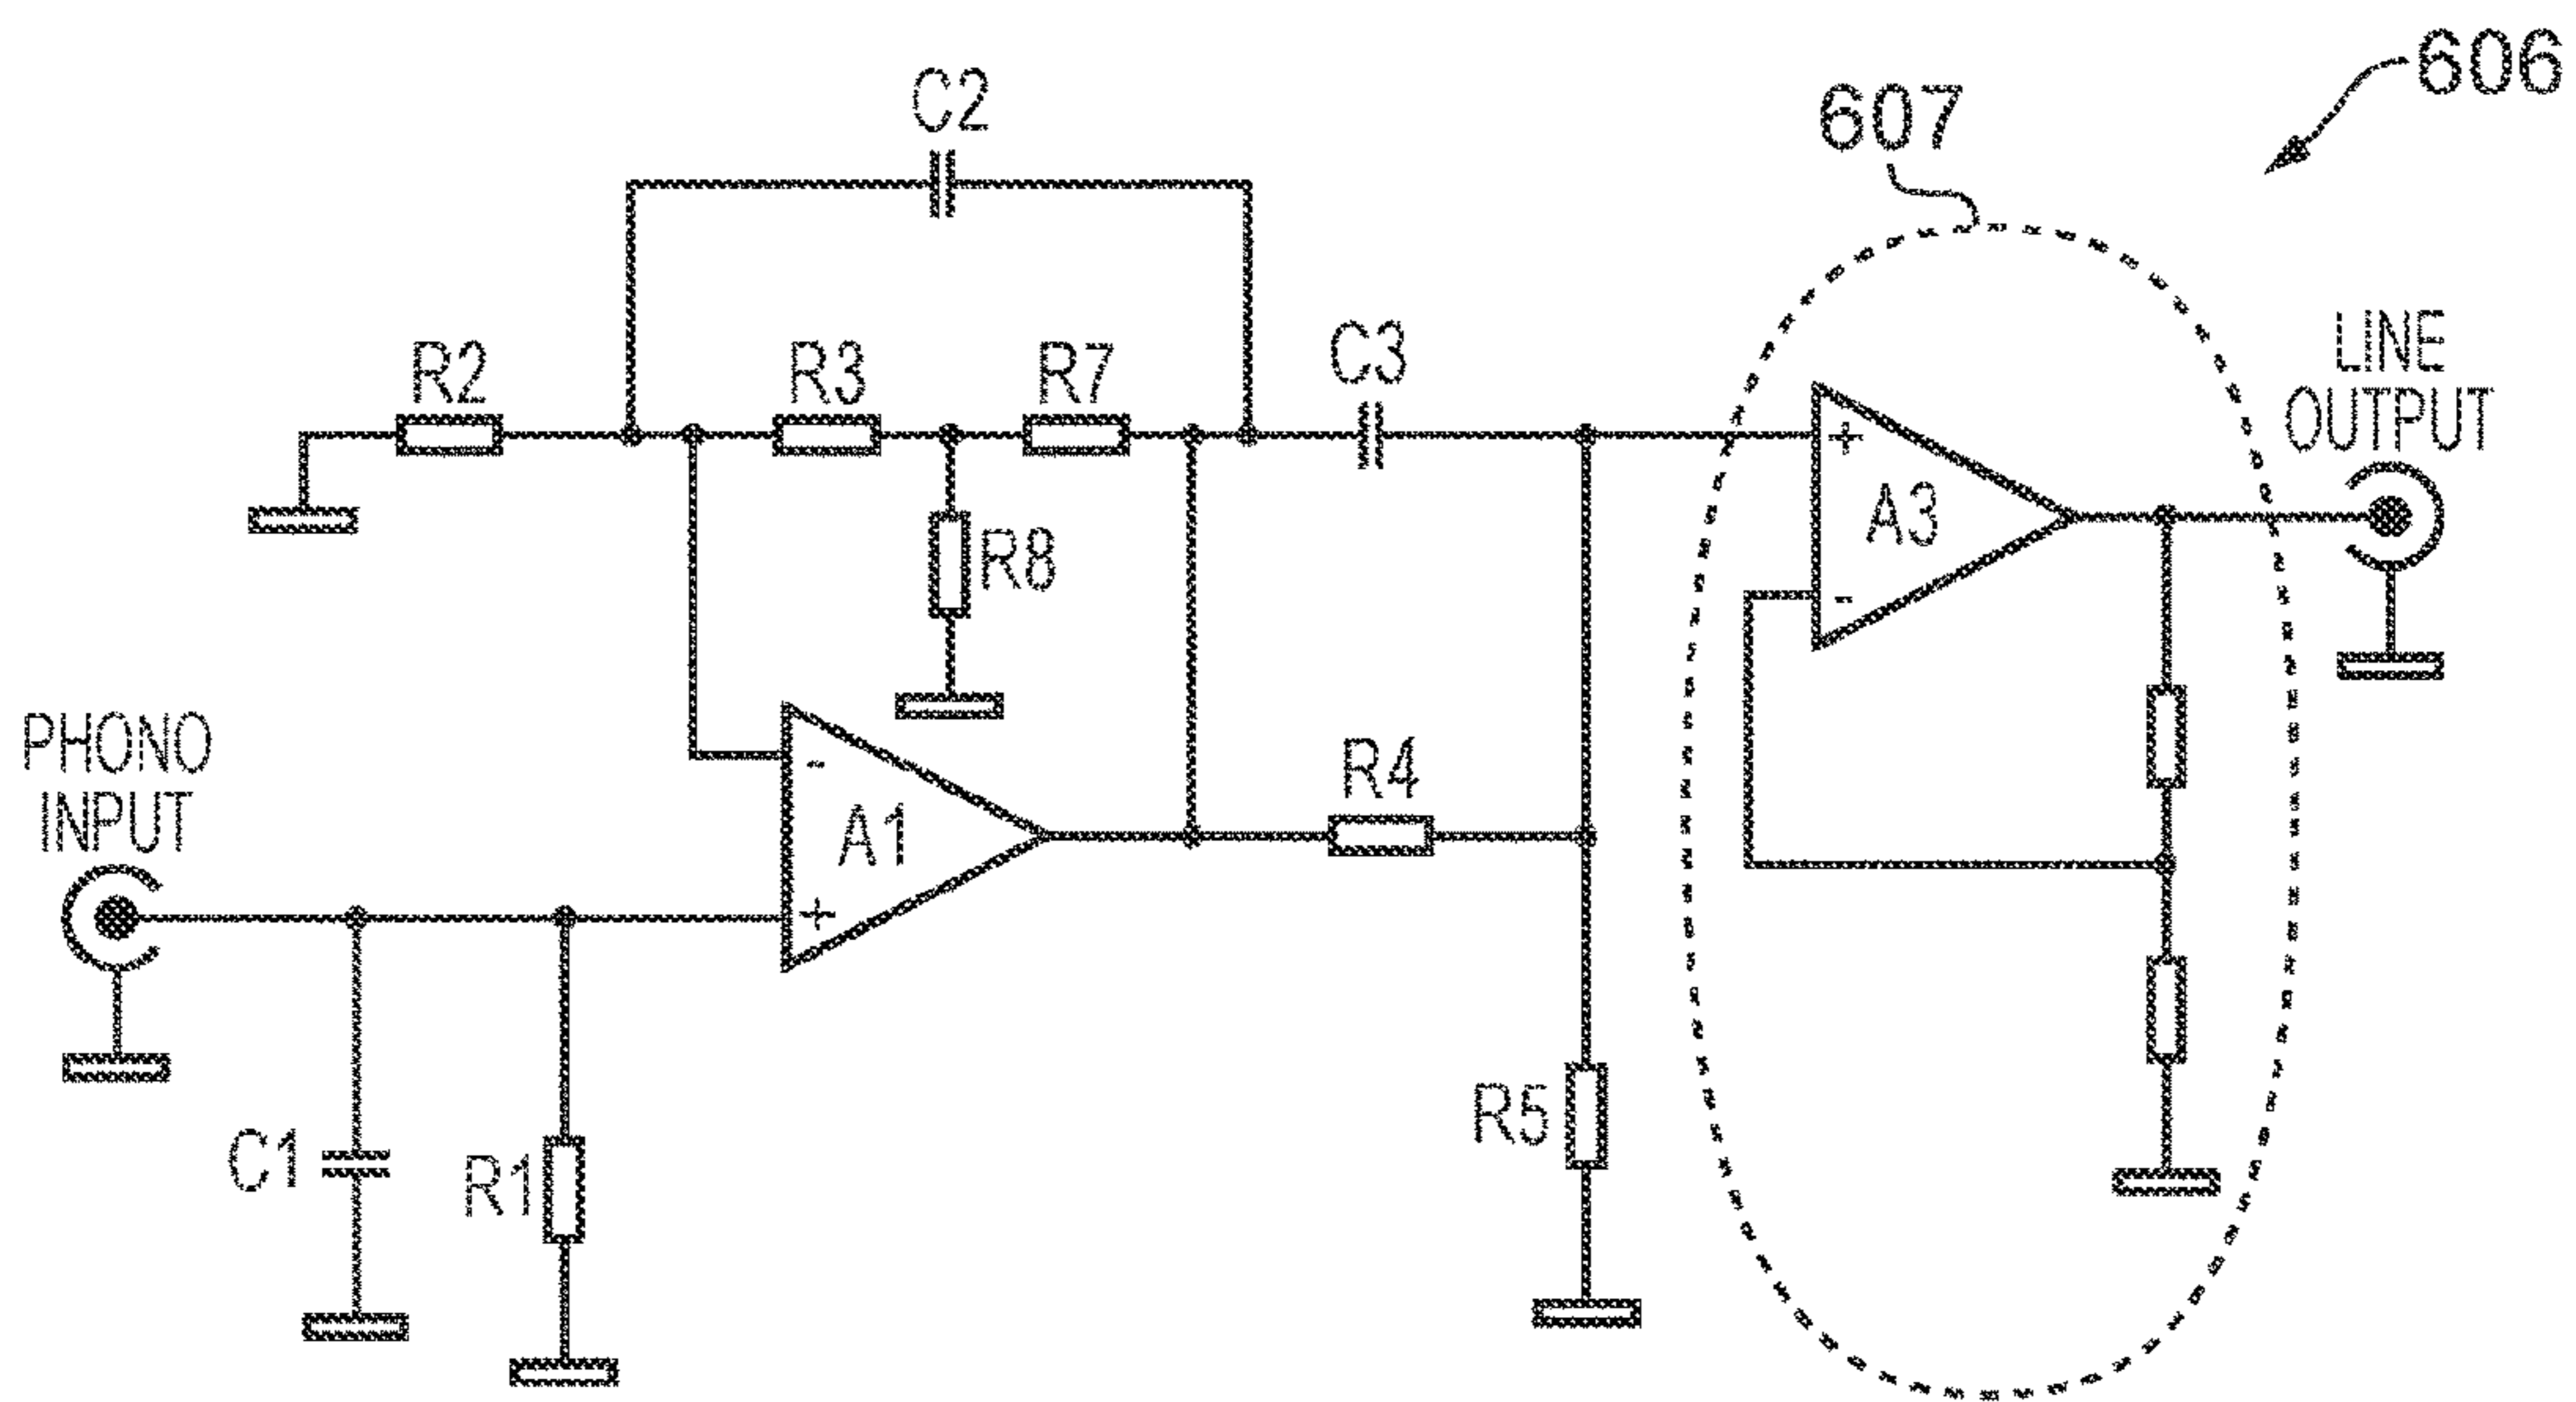 606
607
C2
C3
R2
R3
R7
LINE
OUTPUT
+
A3
-
R8
PHONO
INPUT
-
A1
+
R4
C1
R1
R5